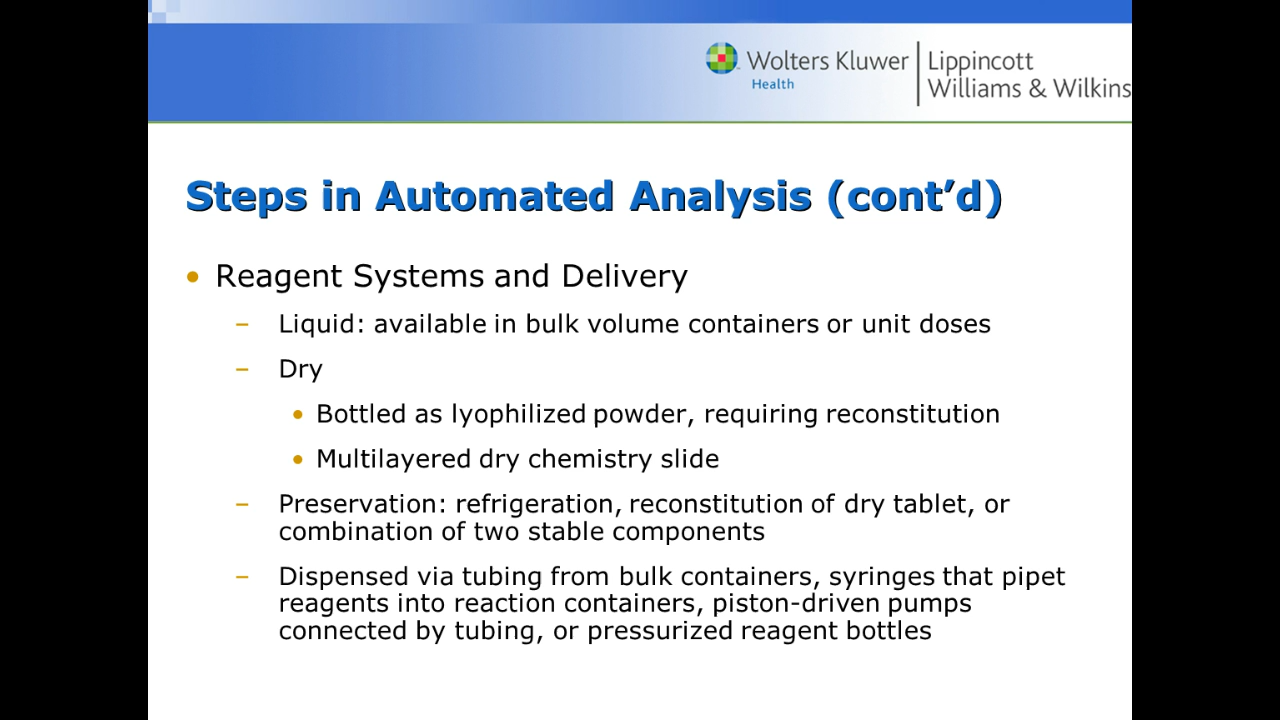 Wolters Kluwer
Health
Lippincott
Williams & Wilkins
Steps in Automated Analysis (cont’d)
• Reagent Systems and Delivery
– Liquid: available in bulk volume containers or unit doses
– Dry
• Bottled as lyophilized powder, requiring reconstitution
• Multilayered dry chemistry slide
– Preservation: refrigeration, reconstitution of dry tablet, or
combination of two stable components
– Dispensed via tubing from bulk containers, syringes that pipet
reagents into reaction containers, piston-driven pumps
connected by tubing, or pressurized reagent bottles